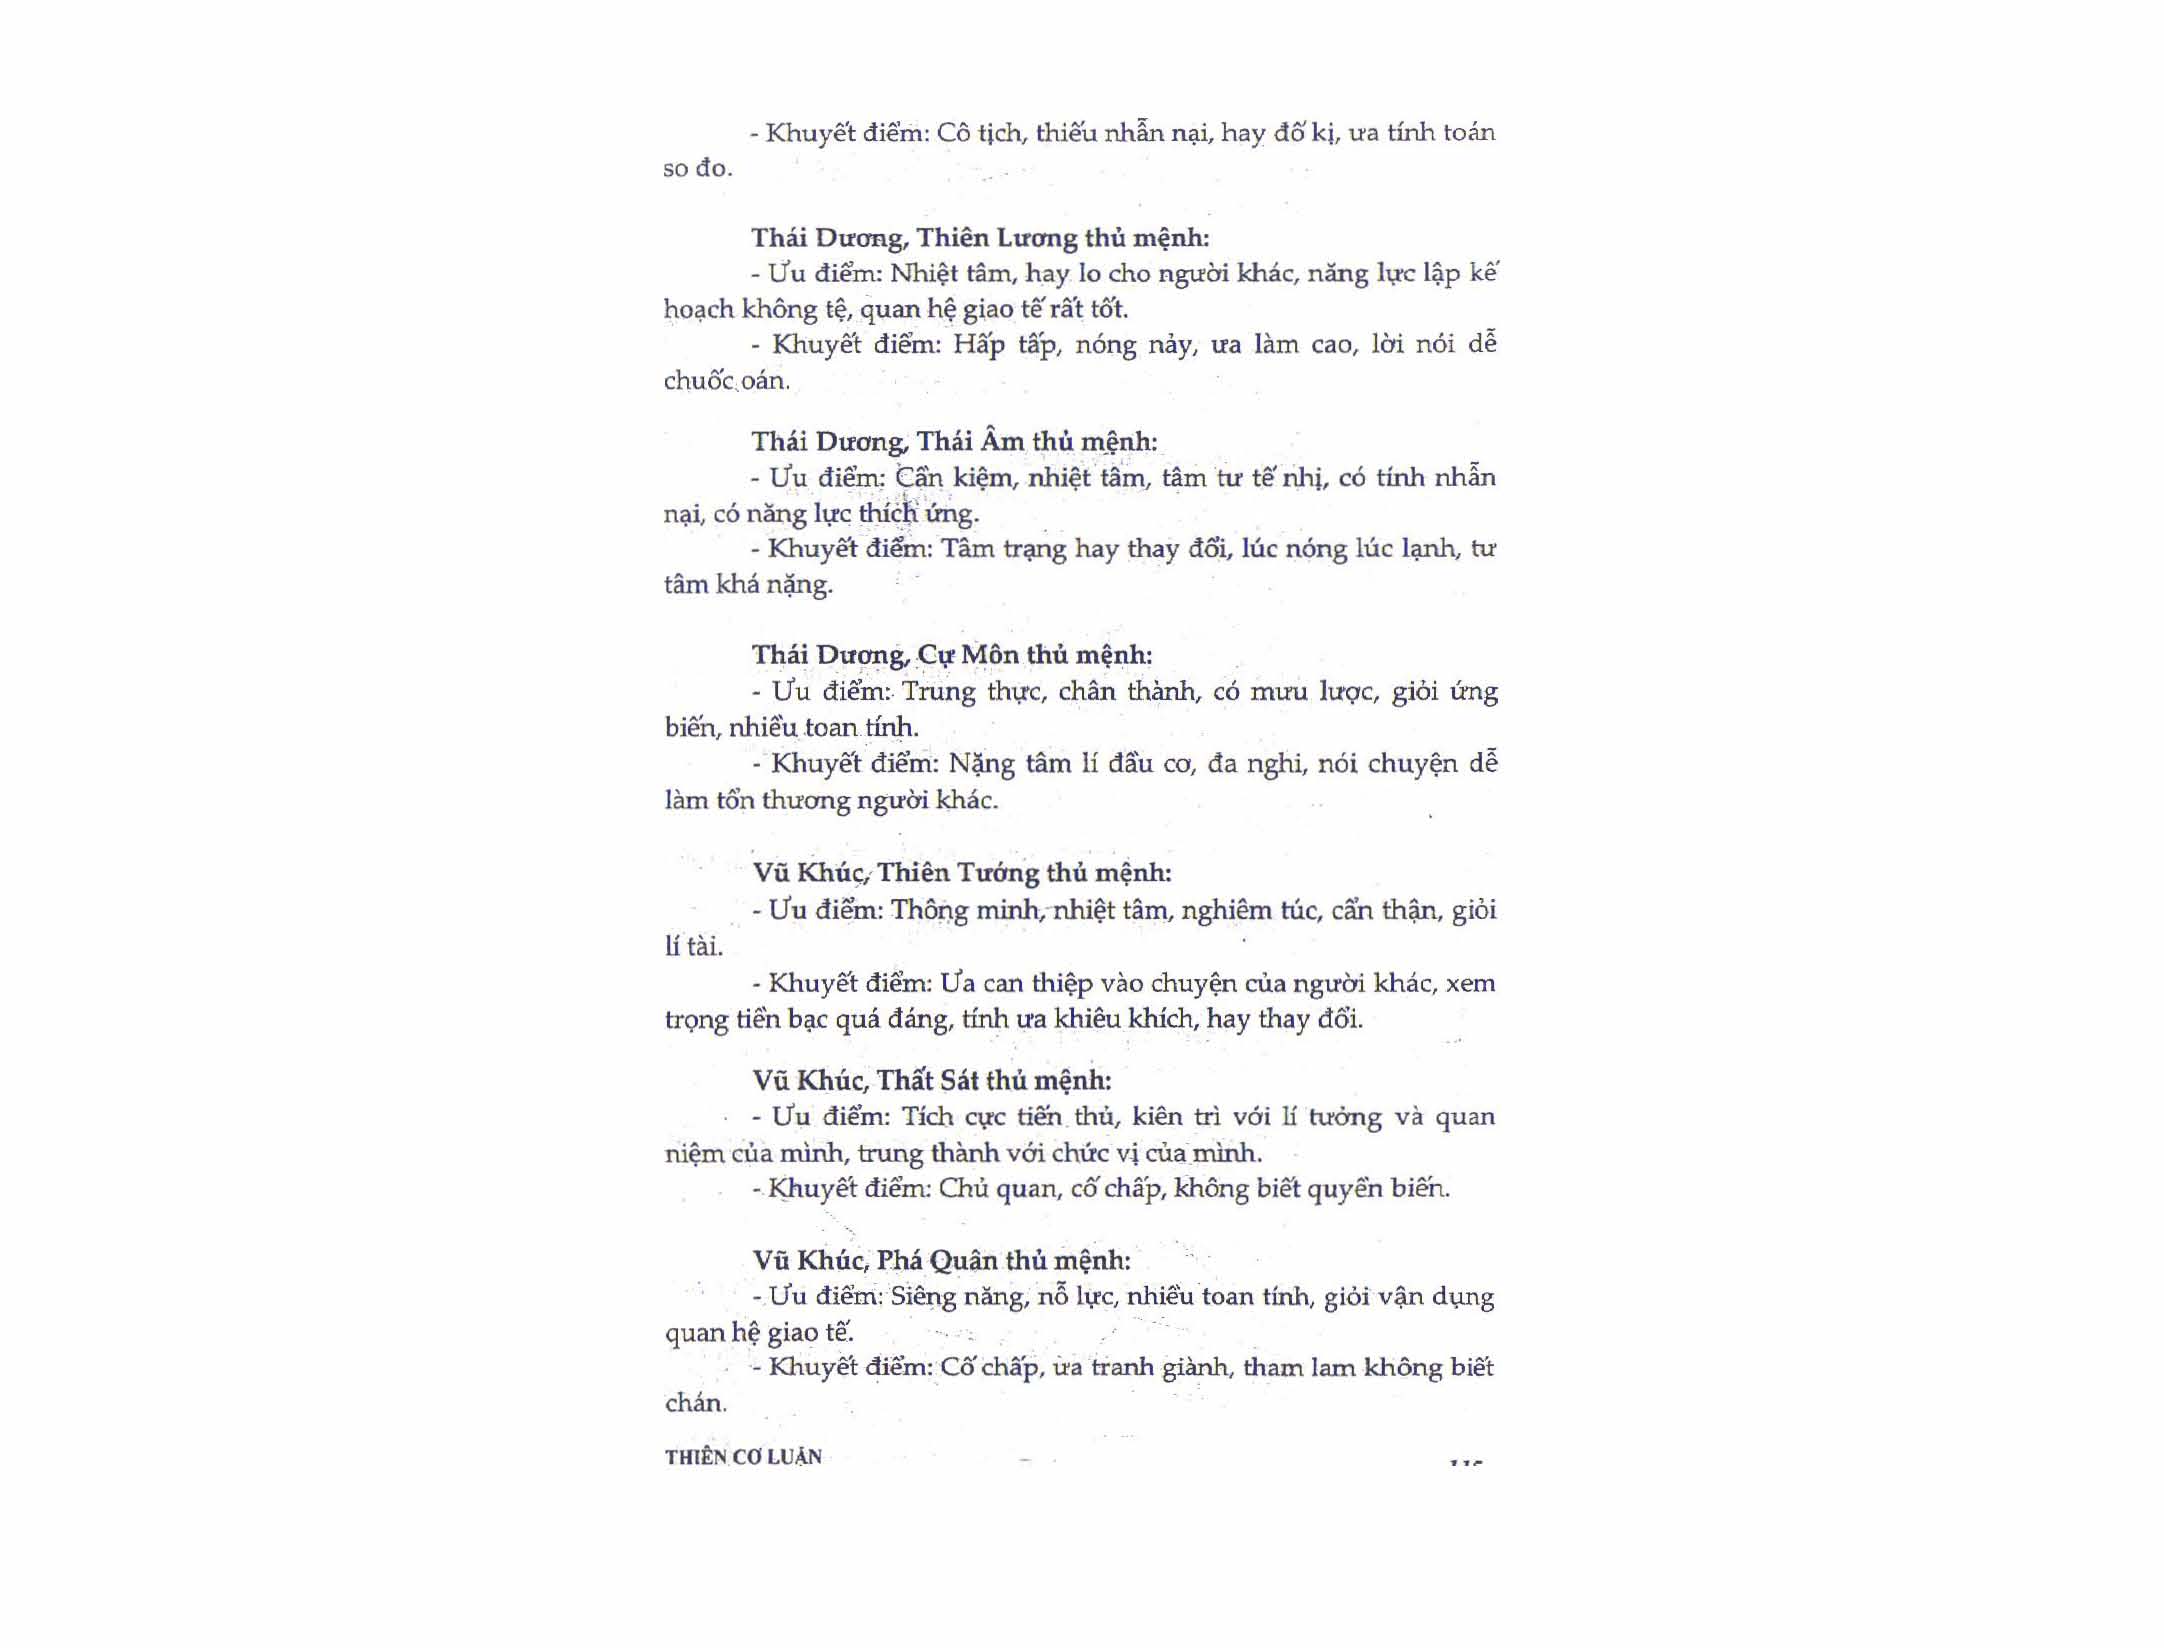 - Khuyết điểm: Cô tịch, thiếu nhẫn nại, hay đố kị, ưa tính toán
so đo.
Thái Dương, Thiên Lương thủ mệnh:
- Ưu điểm: Nhiệt tâm, hay lo cho người khác, năng lực lập kế
hoạch không tệ, quan hệ giao tế rất tốt.
- Khuyết điểm: Hấp tấp, nóng nảy, ưa làm cao, lời nói dễ
chuốc oán.
Thái Dương, Thái Âm thủ mệnh:
- Ưu điểm: Cần kiệm, nhiệt tâm, tâm tư tế nhị, có tính nhẫn
nại, có năng lực thích ứng.
- Khuyết điểm: Tâm trạng hay thay đổi, lúc nóng lúc lạnh, tư
tâm khá nặng.
Thái Dương, Cự Môn thủ mệnh:
- Ưu điểm: Trung thực, chân thành, có mưu lược, giỏi ứng
biến, nhiều toan tính.
- Khuyết điểm: Nặng tâm lí đầu cơ, đa nghi, nói chuyện dễ
làm tổn thương người khác.
Vũ Khúc, Thiên Tướng thủ mệnh:
- Ưu điểm: Thông minh, nhiệt tâm, nghiêm túc, cẩn thận, giỏi
lí tài.
- Khuyết điểm: Ưa can thiệp vào chuyện của người khác, xem
trọng tiền bạc quá đáng, tính ưa khiêu khích, hay thay đổi.
Vũ Khúc, Thất Sát thủ mệnh:
- Ưu điểm: Tích cực tiến thủ, kiên trì với lí tưởng và quan
niệm của mình, trung thành với chức vị của mình.
- Khuyết điểm: Chủ quan, cố chấp, không biết quyền biến.
Vũ Khúc, Phá Quân thủ mệnh:
- Ưu điểm: Siêng năng, nỗ lực, nhiều toan tính, giỏi vận dụng
quan hệ giao tế.
- Khuyết điểm: Cố chấp, ưa tranh giành, tham lam không biết
chán.
THIÊN CƠ LUẬN